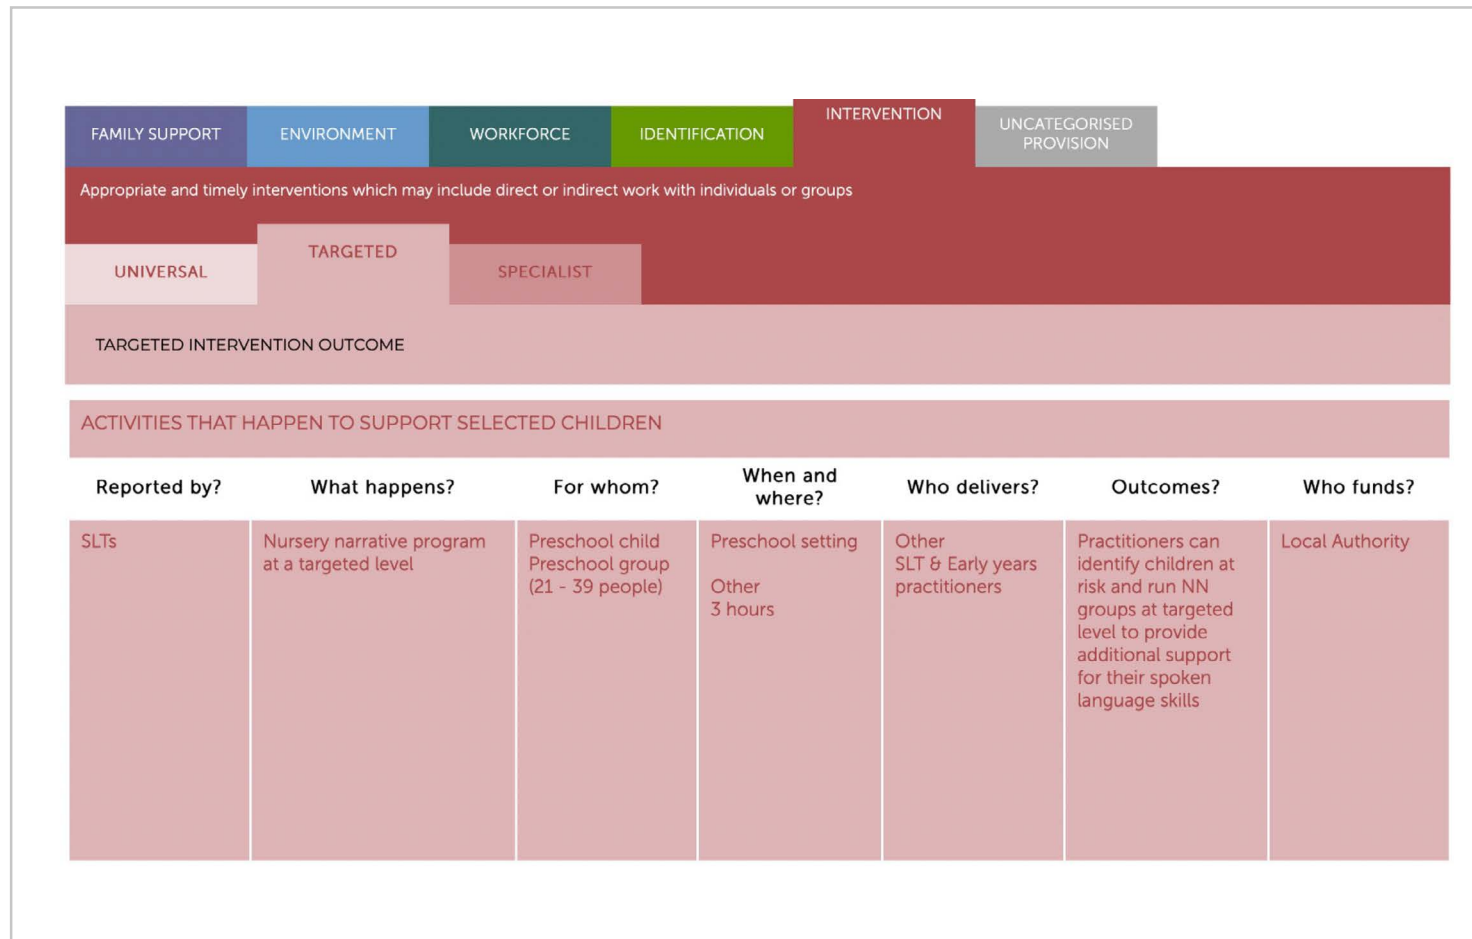 FAMILY SUPPORT
ENVIRONMENT
WORKFORCE
IDENTIFICATION
INTERVENTION
UNCATEGORISED
PROVISION
Appropriate and timely interventions which may include direct or indirect work with individuals or groups
UNIVERSAL
TARGETED
SPECIALIST
TARGETED INTERVENTION OUTCOME
ACTIVITIES THAT HAPPEN TO SUPPORT SELECTED CHILDREN
Reported by?
What happens?
For whom?
When and
where?
Who delivers?
Outcomes?
Who funds?
SLTs
Nursery narrative program
at a targeted level
Preschool child
Preschool group
(21 - 39 people)
Preschool setting
Other
3 hours
Other
SLT & Early years
practitioners
Practitioners can
identify children at
risk and run NN
groups at targeted
level to provide
additional support
for their spoken
language skills
Local Authority